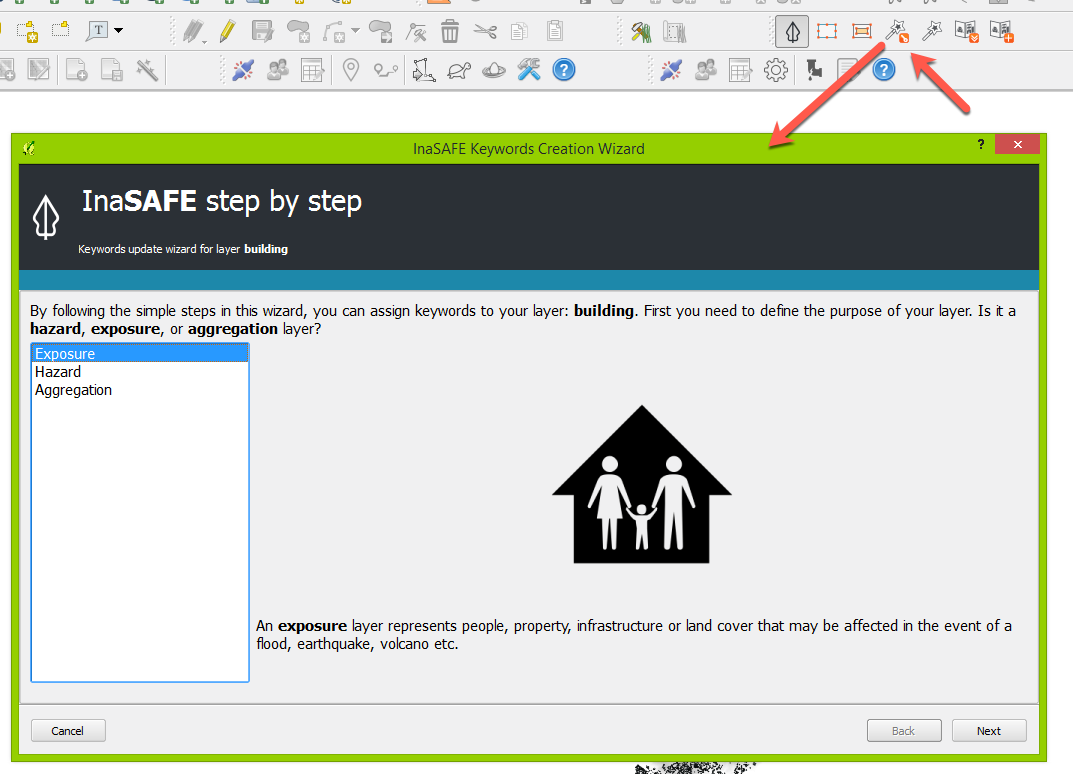 T
?
?
InaSAFE Keywords Creation Wizard
?
InaSAFE step by step
Keywords update wizard for layer building
By following the simple steps in this wizard, you can assign keywords to your layer: building. First you need to define the purpose of your layer. Is it a
hazard, exposure, or aggregation layer?
Exposure
Hazard
Aggregation
An exposure layer represents people, property, infrastructure or land cover that may be affected in the event of a
flood, earthquake, volcano etc.
Cancel
Back
Next